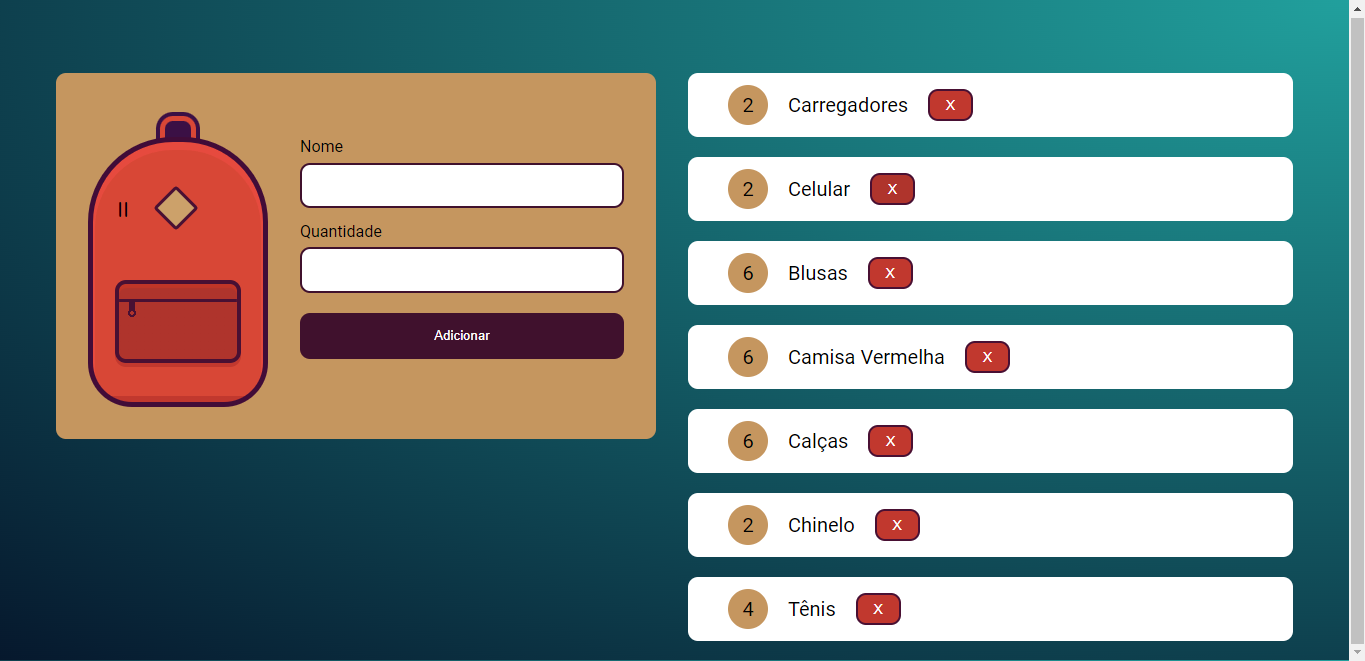 Nome
Quantidade
Adicionar
2 Carregadores X
2 Celular X
6 Blusas X
6 Camisa Vermelha X
6 Calças X
2 Chinelo X
4 Tênis X